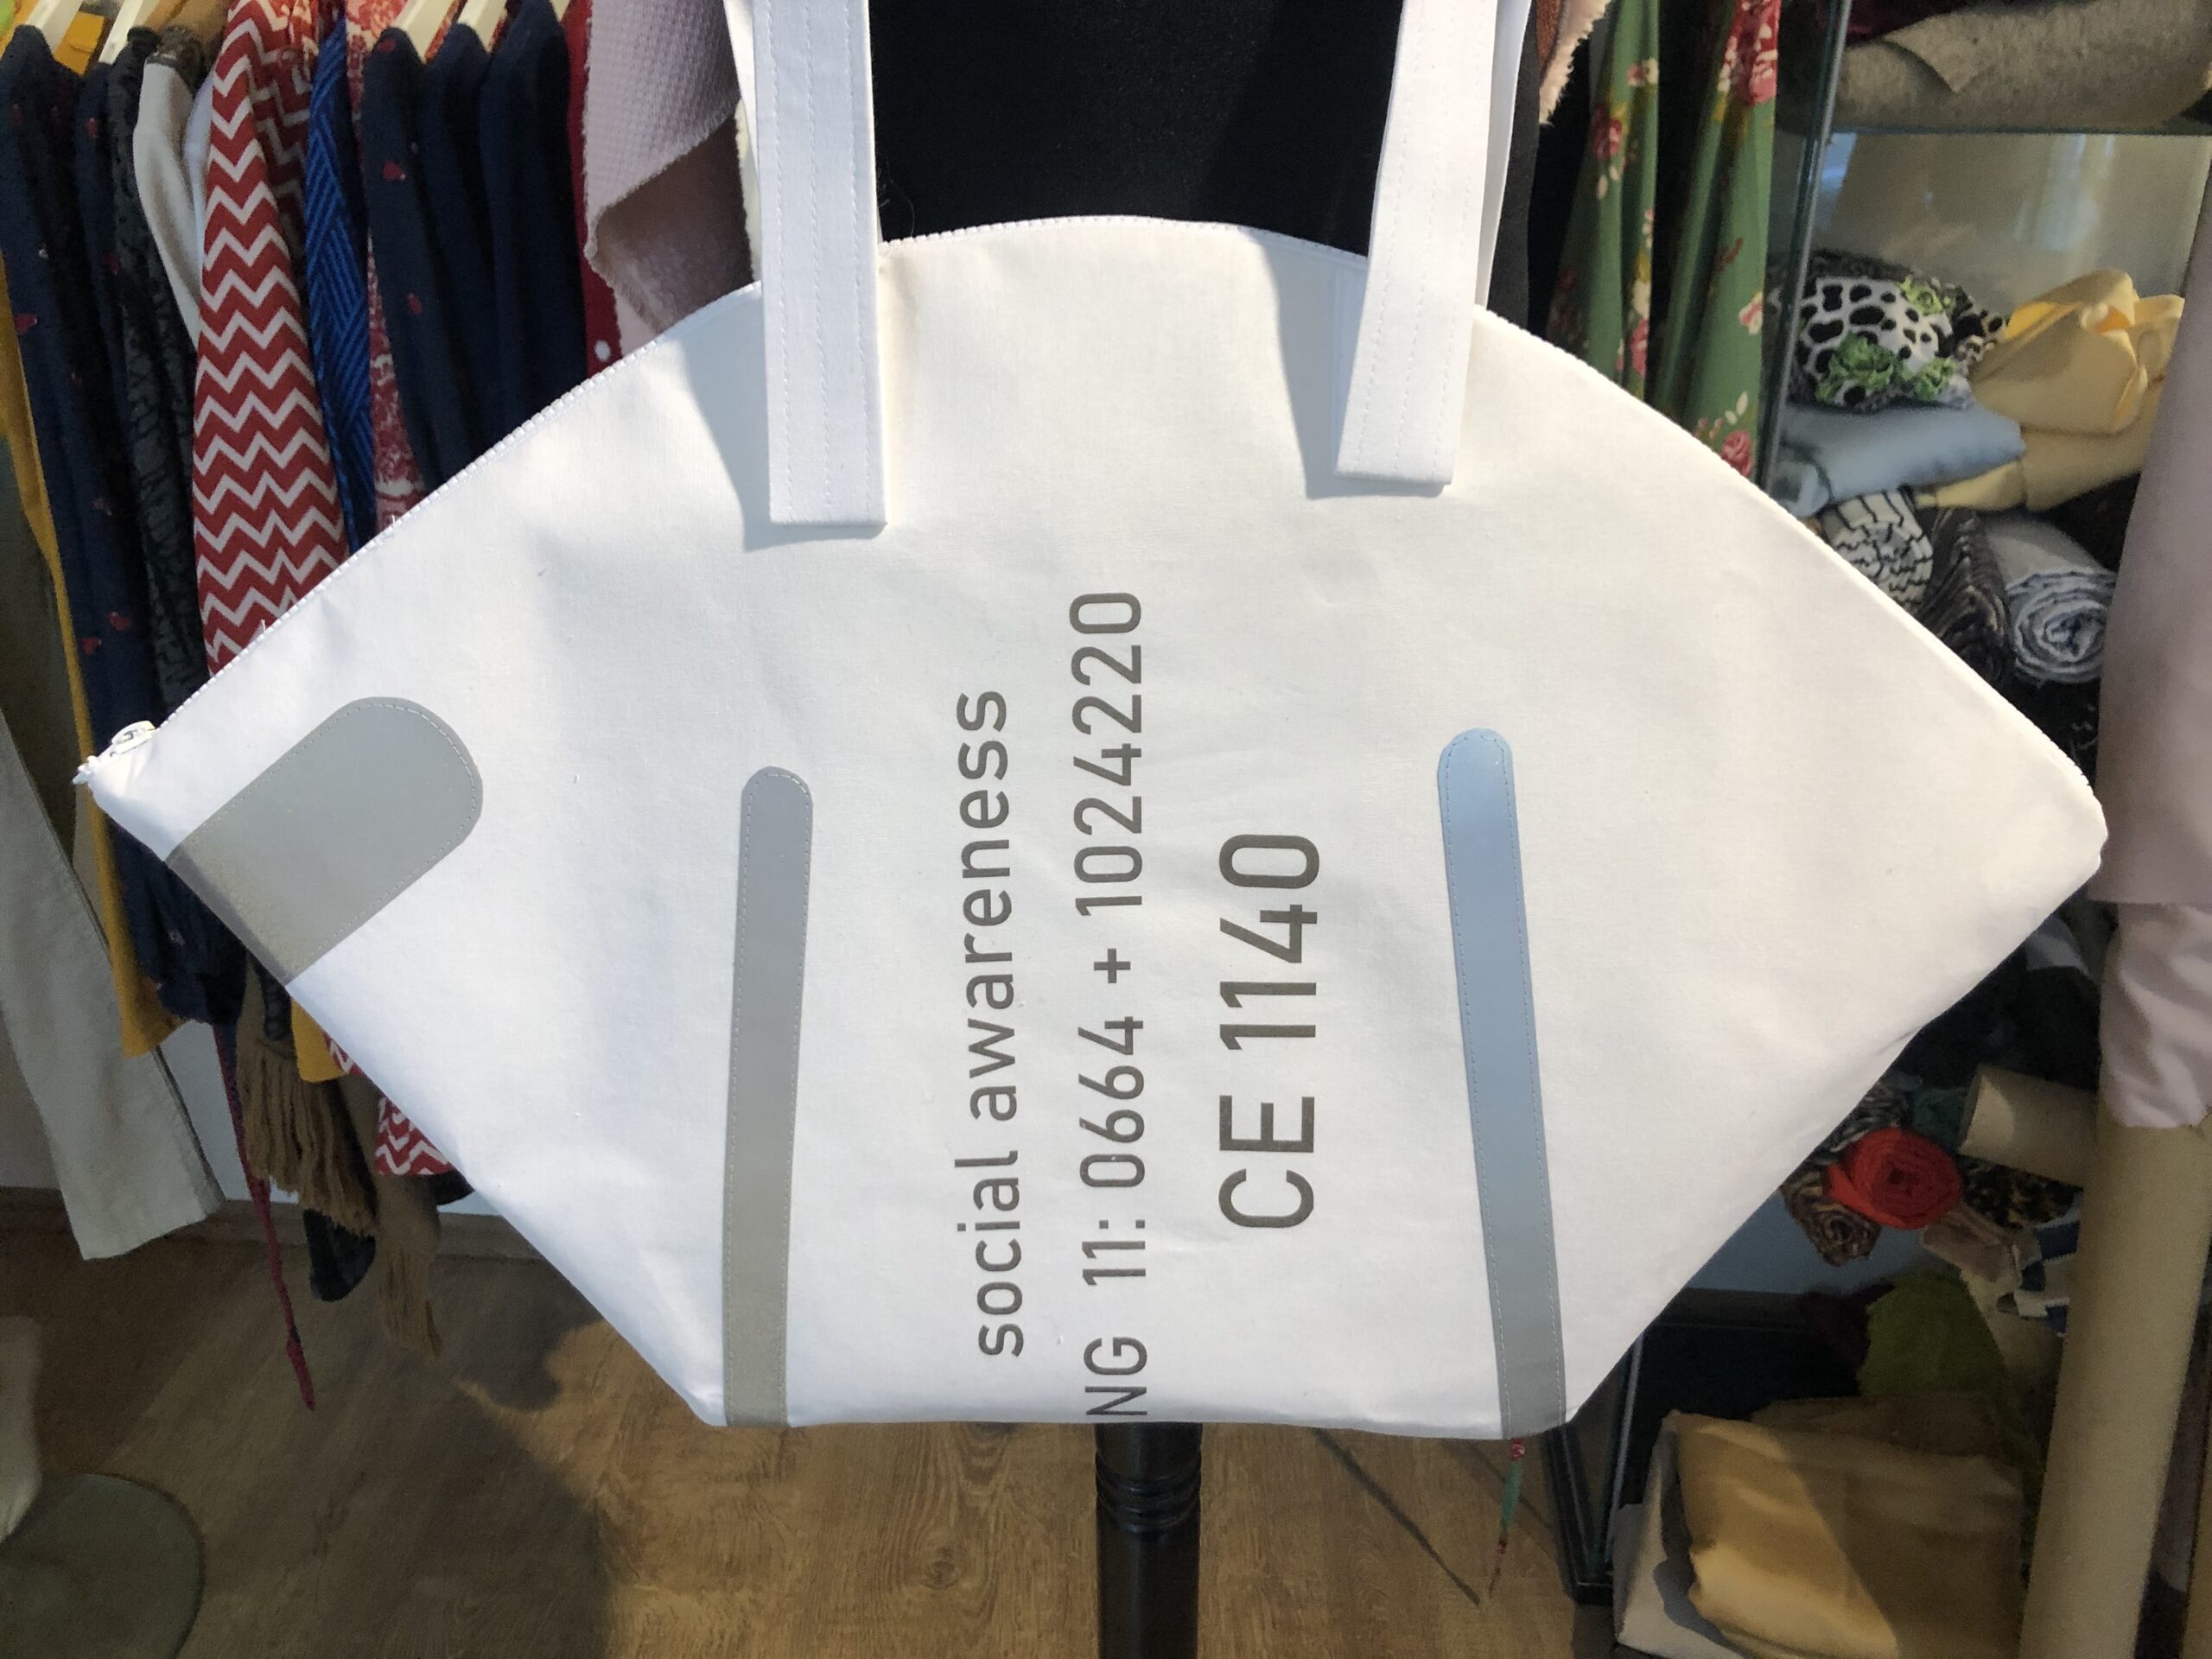 social awareness
NG 11: 0664 + 1024220
CE 1140